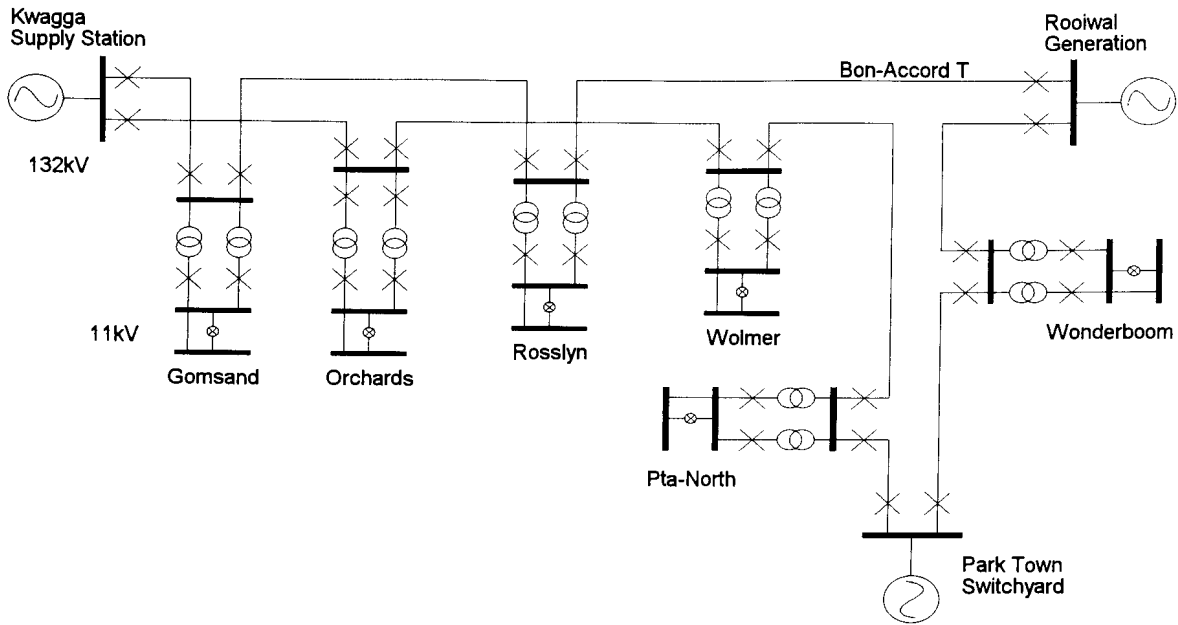 Kwagga
Supply Station
Rooiwal
Generation
Bon-Accord T
132kV
11kV
Gomsand
Orchards
Rosslyn
Wolmer
Wonderboom
Pta-North
Park Town
Switchyard